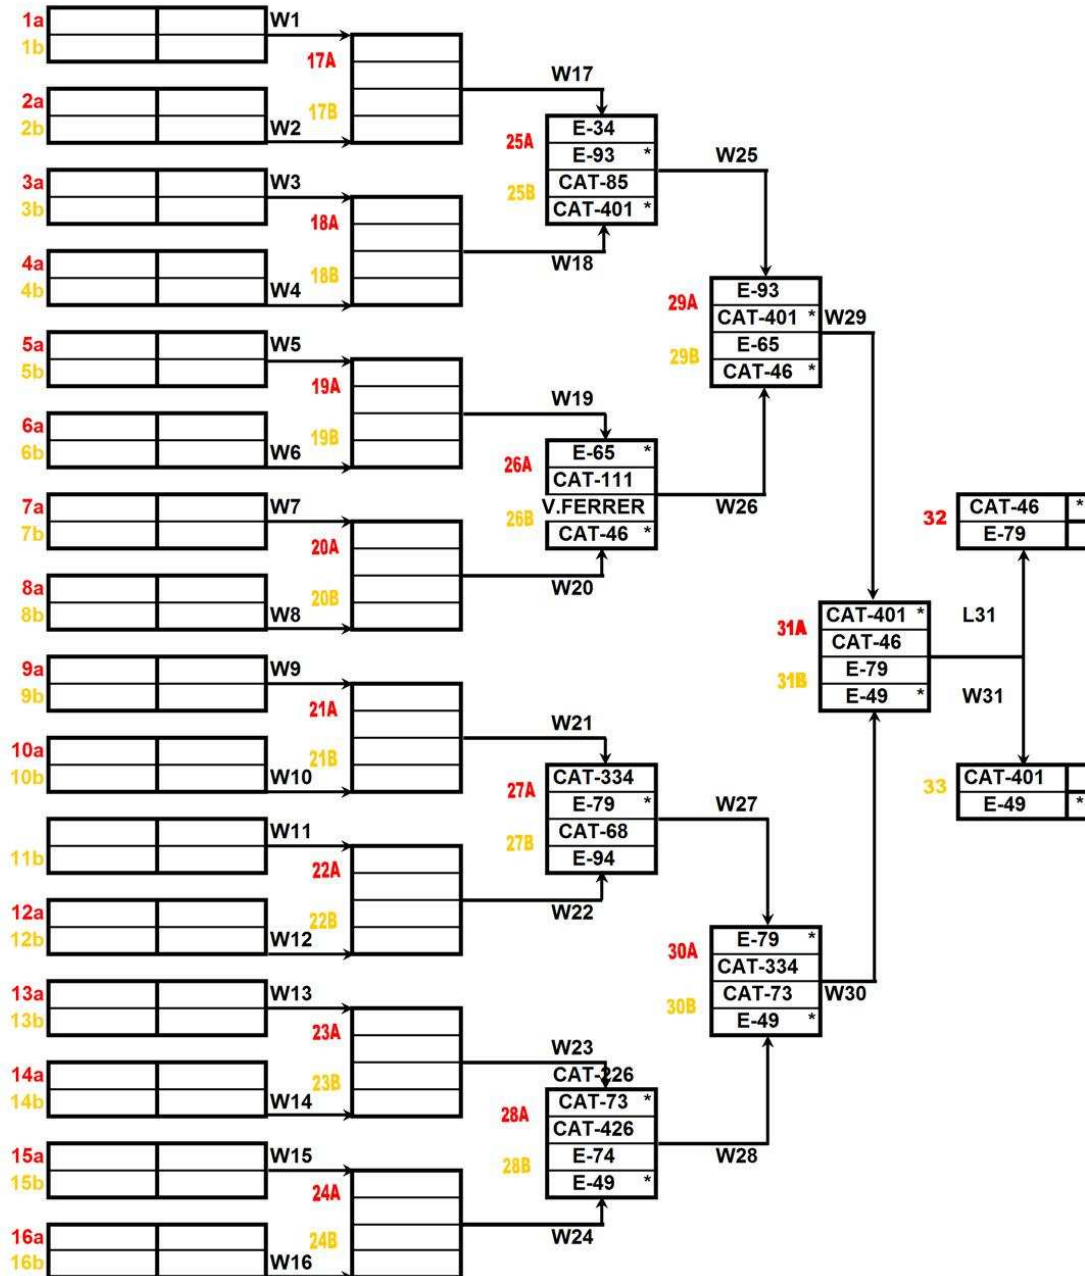 1a W1
1b
17A
W17
2a
2b W2
17B
E-34
25A
E-93 *
W25
3a W3
25B
CAT-85
3b
CAT-401 *
18A
4a
W18
4b W4
18B
E-93
29A
CAT-401 * W29
5a W5
E-65
5b
29B
CAT-46 *
19A
W19
6a
6b W6
19B
E-65 *
26A
CAT-111
7a W7
V.FERRER
W26
CAT-46 *
7b
26B
CAT-46 *
32
E-79
20A
8a
W20
8b W8
20B
CAT-401 *
L31
31A
CAT-46
9a W9
E-79
9b
31B
E-49 *
W31
21A
W21
10a
10b W10
21B
CAT-334
CAT-401
27A
33
E-79 *
W27
E-49 *
11b W11
27B
CAT-68
E-94
22A
12a
W22
12b W12
22B
E-79 *
30A
CAT-334
13a W13
CAT-73 W30
13b
30B
E-49 *
23A
W23
14a
CAT-226
14b W14
23B
CAT-73 *
28A
CAT-426
15a W15
E-74
W28
15b
28B
E-49 *
24A
16a
W24
16b W16
24B